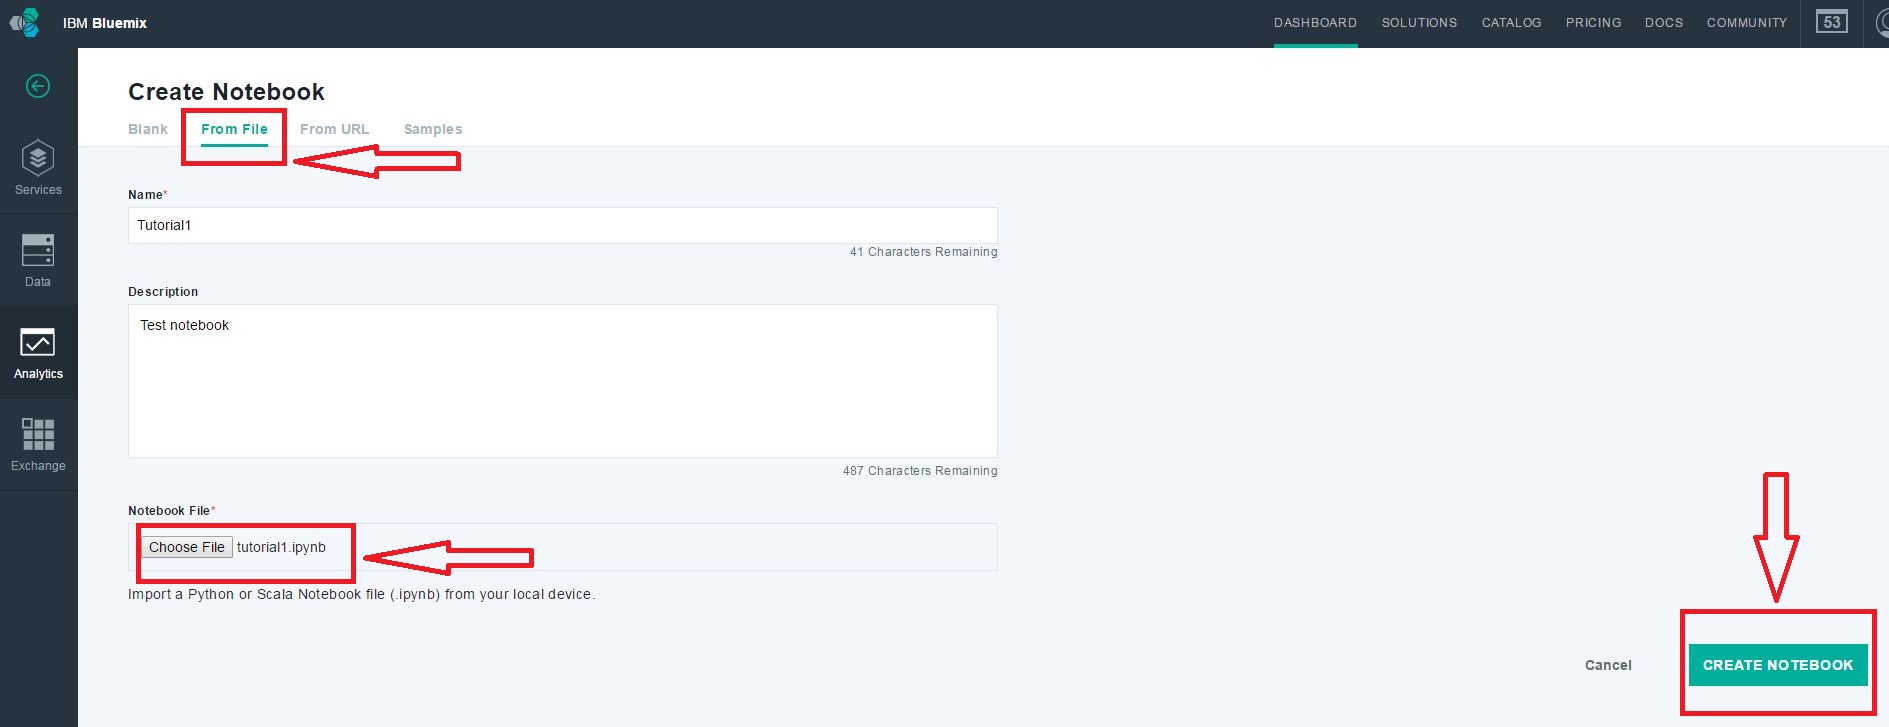 IBM Bluemix
DASHBOARD SOLUTIONS CATALOG PRICING DOCS COMMUNITY 53
Services
Data
Analytics
Exchange
Create Notebook
Blank From File From URL Samples
Name*
Tutorial1
41 Characters Remaining
Description
Test notebook
487 Characters Remaining
Notebook File*
Choose File tutorial1.ipynb
Import a Python or Scala Notebook file (.ipynb) from your local device.
Cancel CREATE NOTEBOOK